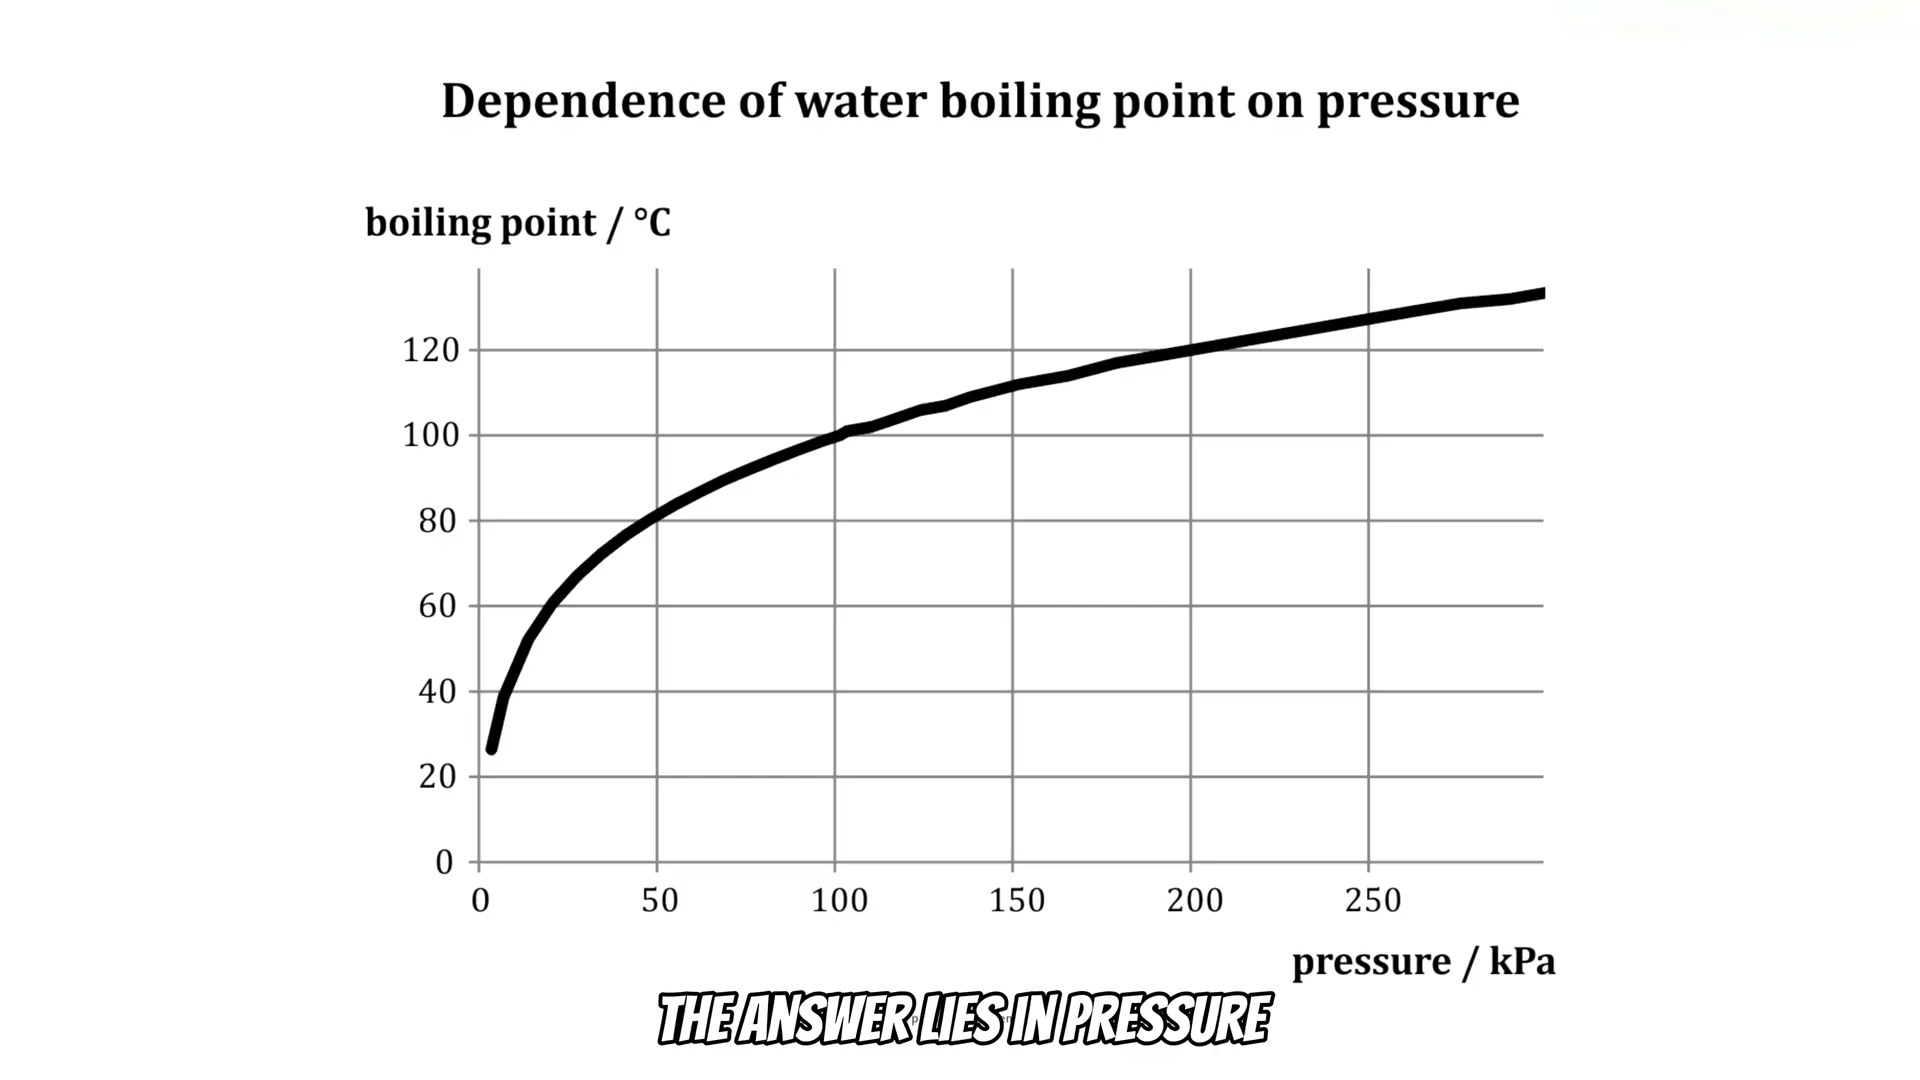 Dependence of water boiling point on pressure
boiling point / °C
120
100
80
60
40
20
0
0 50 100 150 200 250
pressure / kPa
THE ANSWER LIES IN PRESSURE